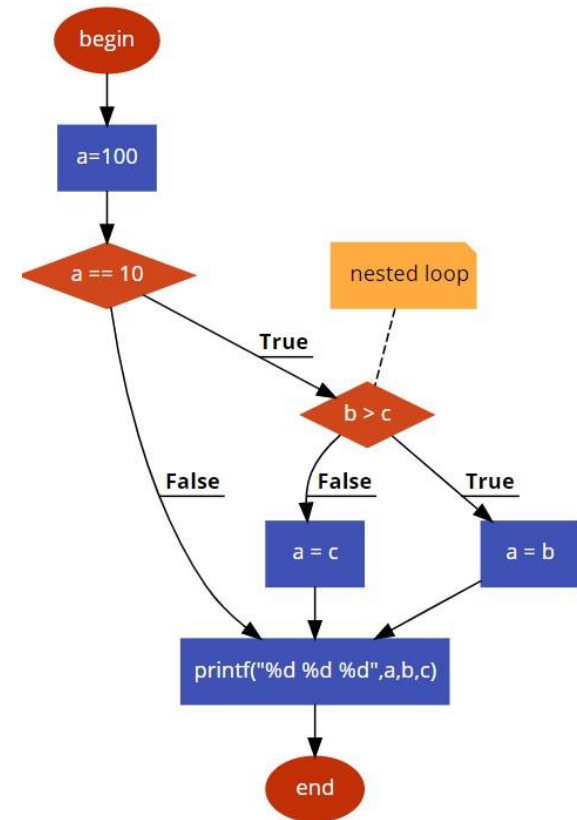 begin
a=100
a == 10
nested loop
True
b > c
False
False
True
a = c
a = b
printf("%d %d %d",a,b,c)
end